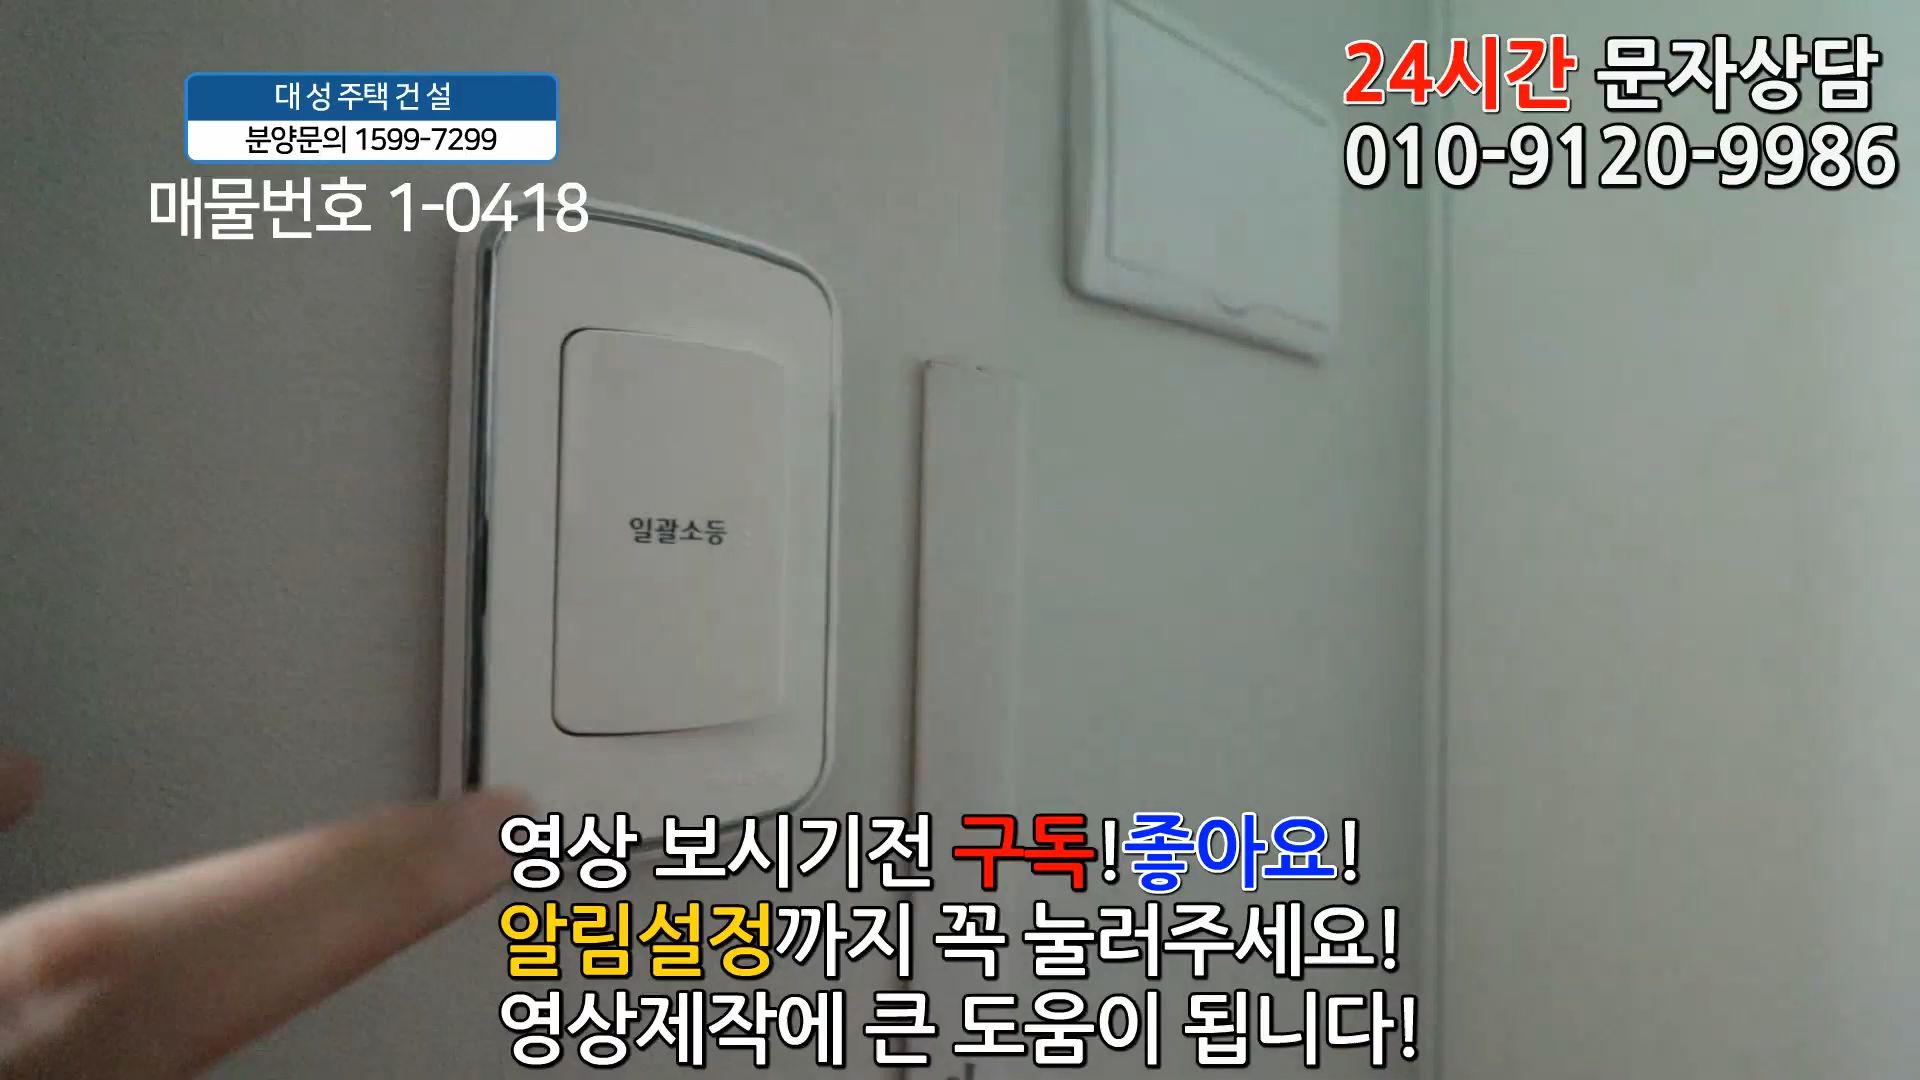 대성주택건설
분양문의 1599-7299
매물번호 1-0418
24시간 문자상담
010-9120-9986
일괄소등
영상 보시기전 구독!좋아요!
알림설정까지 꼭 눌러주세요!
영상제작에 큰 도움이 됩니다!